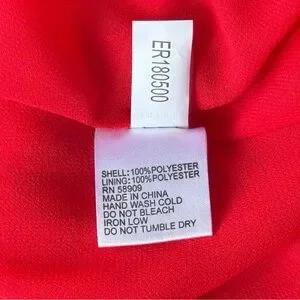 ER180500
SHELL: 100%POLYESTER
LINING: 100%POLYESTER
RN 58909
MADE IN CHINA
HAND WASH COLD
DO NOT BLEACH
IRON LOW
DO NOT TUMBLE DRY